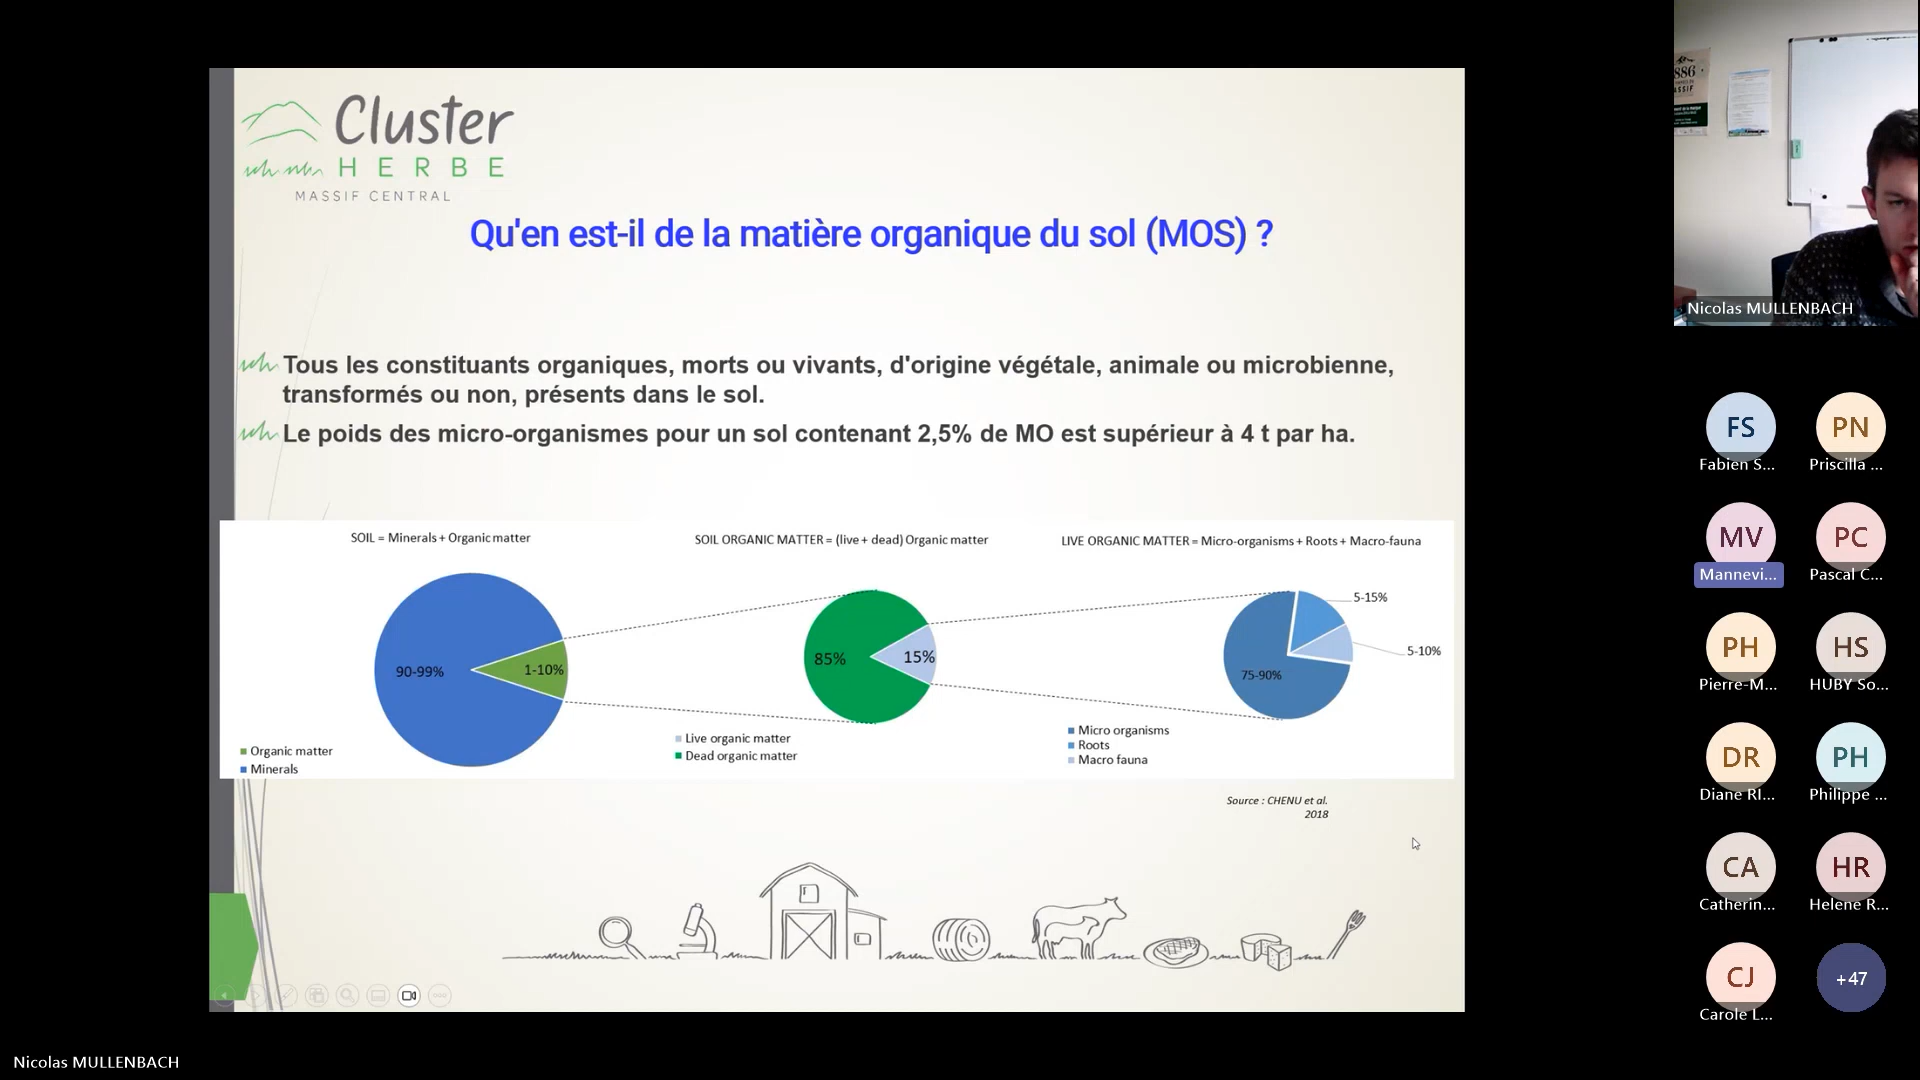 Cluster
HERBE
MASSIF CENTRAL
Qu'en est-il de la matière organique du sol (MOS) ?
Tous les constituants organiques, morts ou vivants, d'origine végétale, animale ou microbienne,
transformés ou non, présents dans le sol.
Le poids des micro-organismes pour un sol contenant 2,5% de MO est supérieur à 4 t par ha.
SOIL = Minerals + Organic matter
90-99%
1-10%
Organic matter
Minerals
SOIL ORGANIC MATTER = (live + dead) Organic matter
85%
15%
Live organic matter
Dead organic matter
LIVE ORGANIC MATTER = Micro-organisms + Roots + Macro-fauna
5-15%
5-10%
75-90%
Micro organisms
Roots
Macro fauna
Source : CHENU et al.
2018
Nicolas MULLENBACH
886
Nicolas MULLENBACH
FS
Fabien S...
PN
Priscilla ...
MV
Mannevi...
PC
Pascal C...
PH
Pierre-M...
HS
HUBY So...
DR
Diane RI...
PH
Philippe ...
CA
Catherin...
HR
Helene R...
CJ
Carole L...
+47